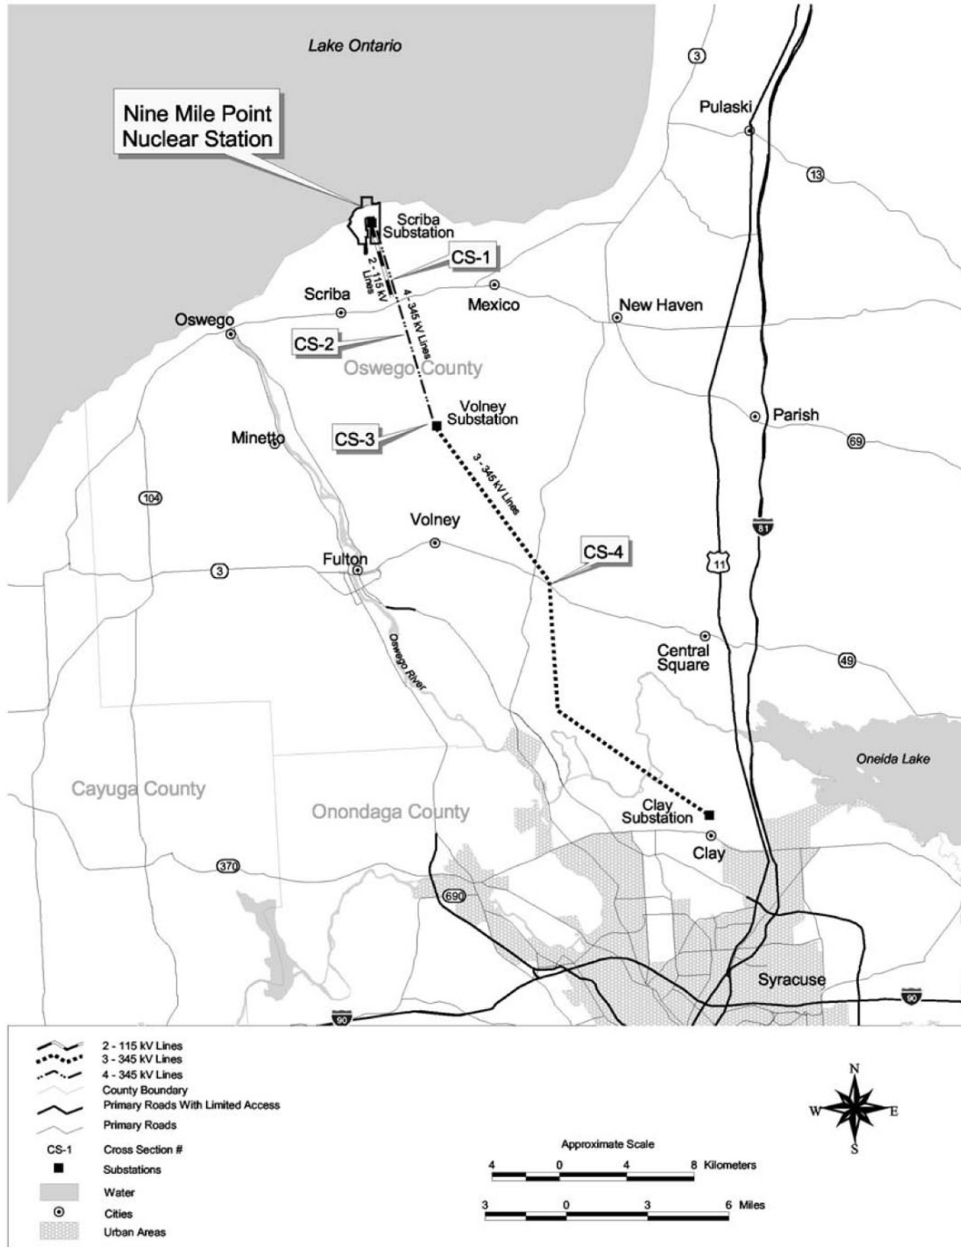 Lake Ontario
3
Nine Mile Point
Nuclear Station
Pulaski
13
Scriba
Substation
CS-1
2 - 115 kV
Lines
4 - 345 kV Lines
Scriba
Mexico
New Haven
Oswego
CS-2
Oswego County
Volney
Substation
Parish
CS-3
Minetto
69
3 - 345 kV Lines
104
Volney
81
CS-4
Fulton
11
3
Central
Square
49
Oswego River
Oneida Lake
Cayuga County
Onondaga County
Clay
Substation
Clay
370
690
Syracuse
90
90
2 - 115 kV Lines
3 - 345 kV Lines
4 - 345 kV Lines
County Boundary
Primary Roads With Limited Access
Primary Roads
CS-1 Cross Section #
Substations
Water
Cities
Urban Areas
Approximate Scale
4 0 4 8 Kilometers
3 0 3 6 Miles
N
W E
S